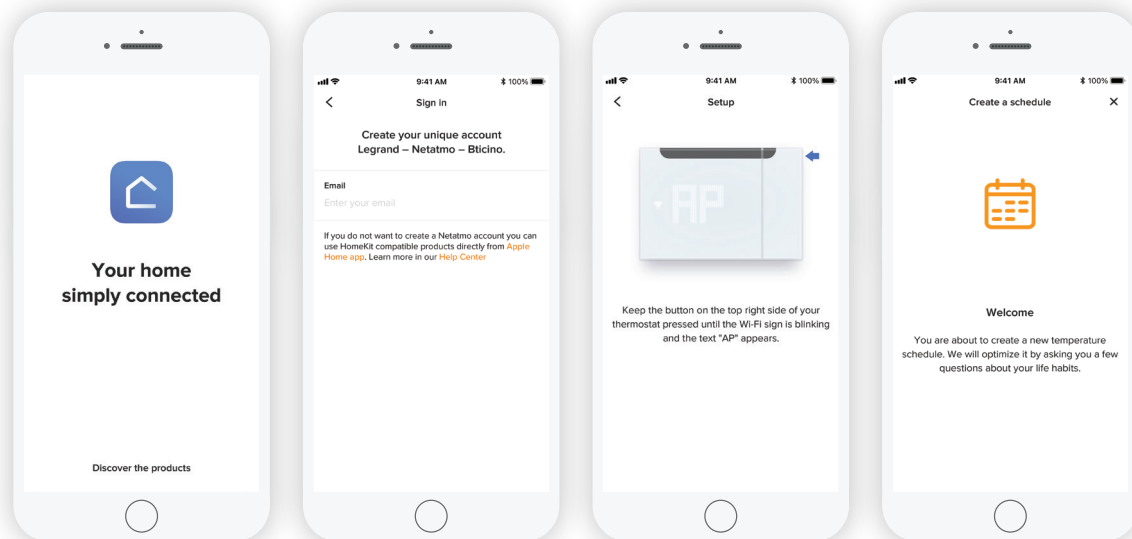 Your home
simply connected
Discover the products
9:41 AM
100%
Sign in
Create your unique account
Legrand – Netatmo – Bticino.
Email
Enter your email
If you do not want to create a Netatmo account you can
use HomeKit compatible products directly from Apple
Home app. Learn more in our Help Center
9:41 AM
100%
Setup
AP
Keep the button on the top right side of your
thermostat pressed until the Wi-Fi sign is blinking
and the text "AP" appears.
9:41 AM
100%
Create a schedule
Welcome
You are about to create a new temperature
schedule. We will optimize it by asking you a few
questions about your life habits.